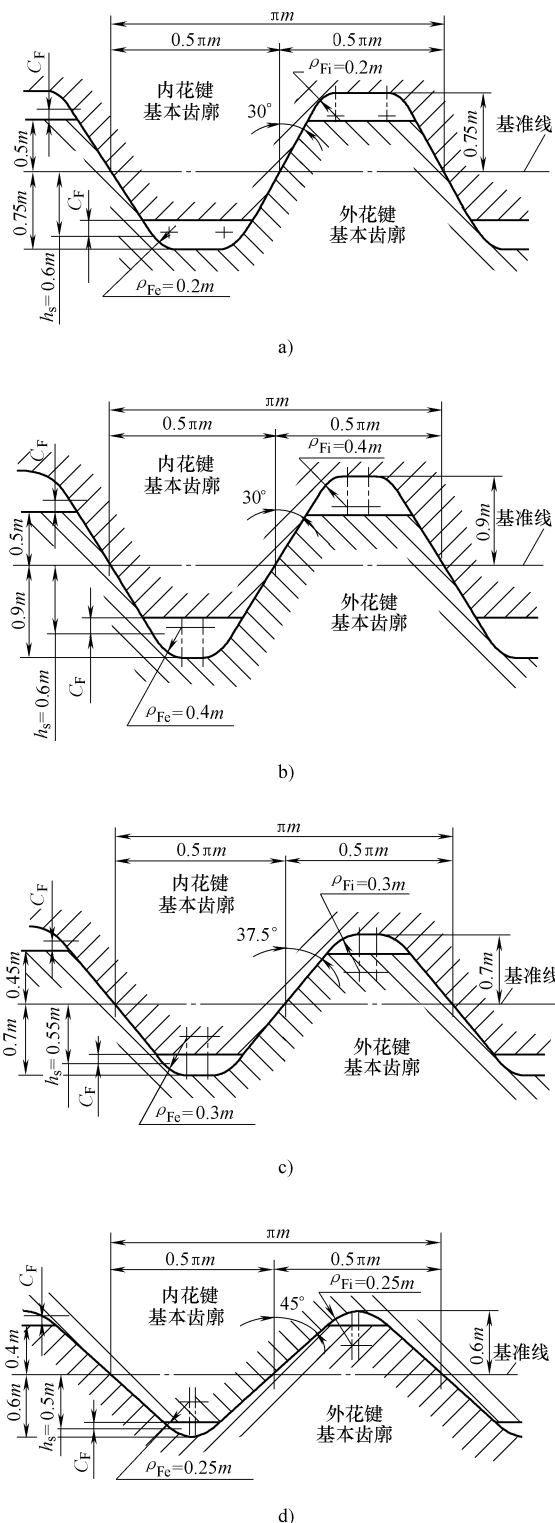 πm
0.5πm 0.5πm
C_F
内花键
基本齿廓
ρ_Fi=0.2m
30°
0.75m
基准线
0.5m
0.75m
C_F
h_s=0.6m
外花键
基本齿廓
ρ_Fe=0.2m
a)
πm
0.5πm 0.5πm
C_F
内花键
基本齿廓
ρ_Fi=0.4m
30°
0.9m
基准线
0.5m
0.9m
h_s=0.6m
C_F
外花键
基本齿廓
ρ_Fe=0.4m
b)
πm
0.5πm 0.5πm
C_F
内花键
基本齿廓
ρ_Fi=0.3m
37.5°
0.7m
基准线
0.45m
0.7m
h_s=0.55m
C_F
外花键
基本齿廓
ρ_Fe=0.3m
c)
πm
0.5πm 0.5πm
C_F
内花键
基本齿廓
ρ_Fi=0.25m
45°
0.6m
基准线
0.4m
0.6m
h_s=0.5m
C_F
外花键
基本齿廓
ρ_Fe=0.25m
d)